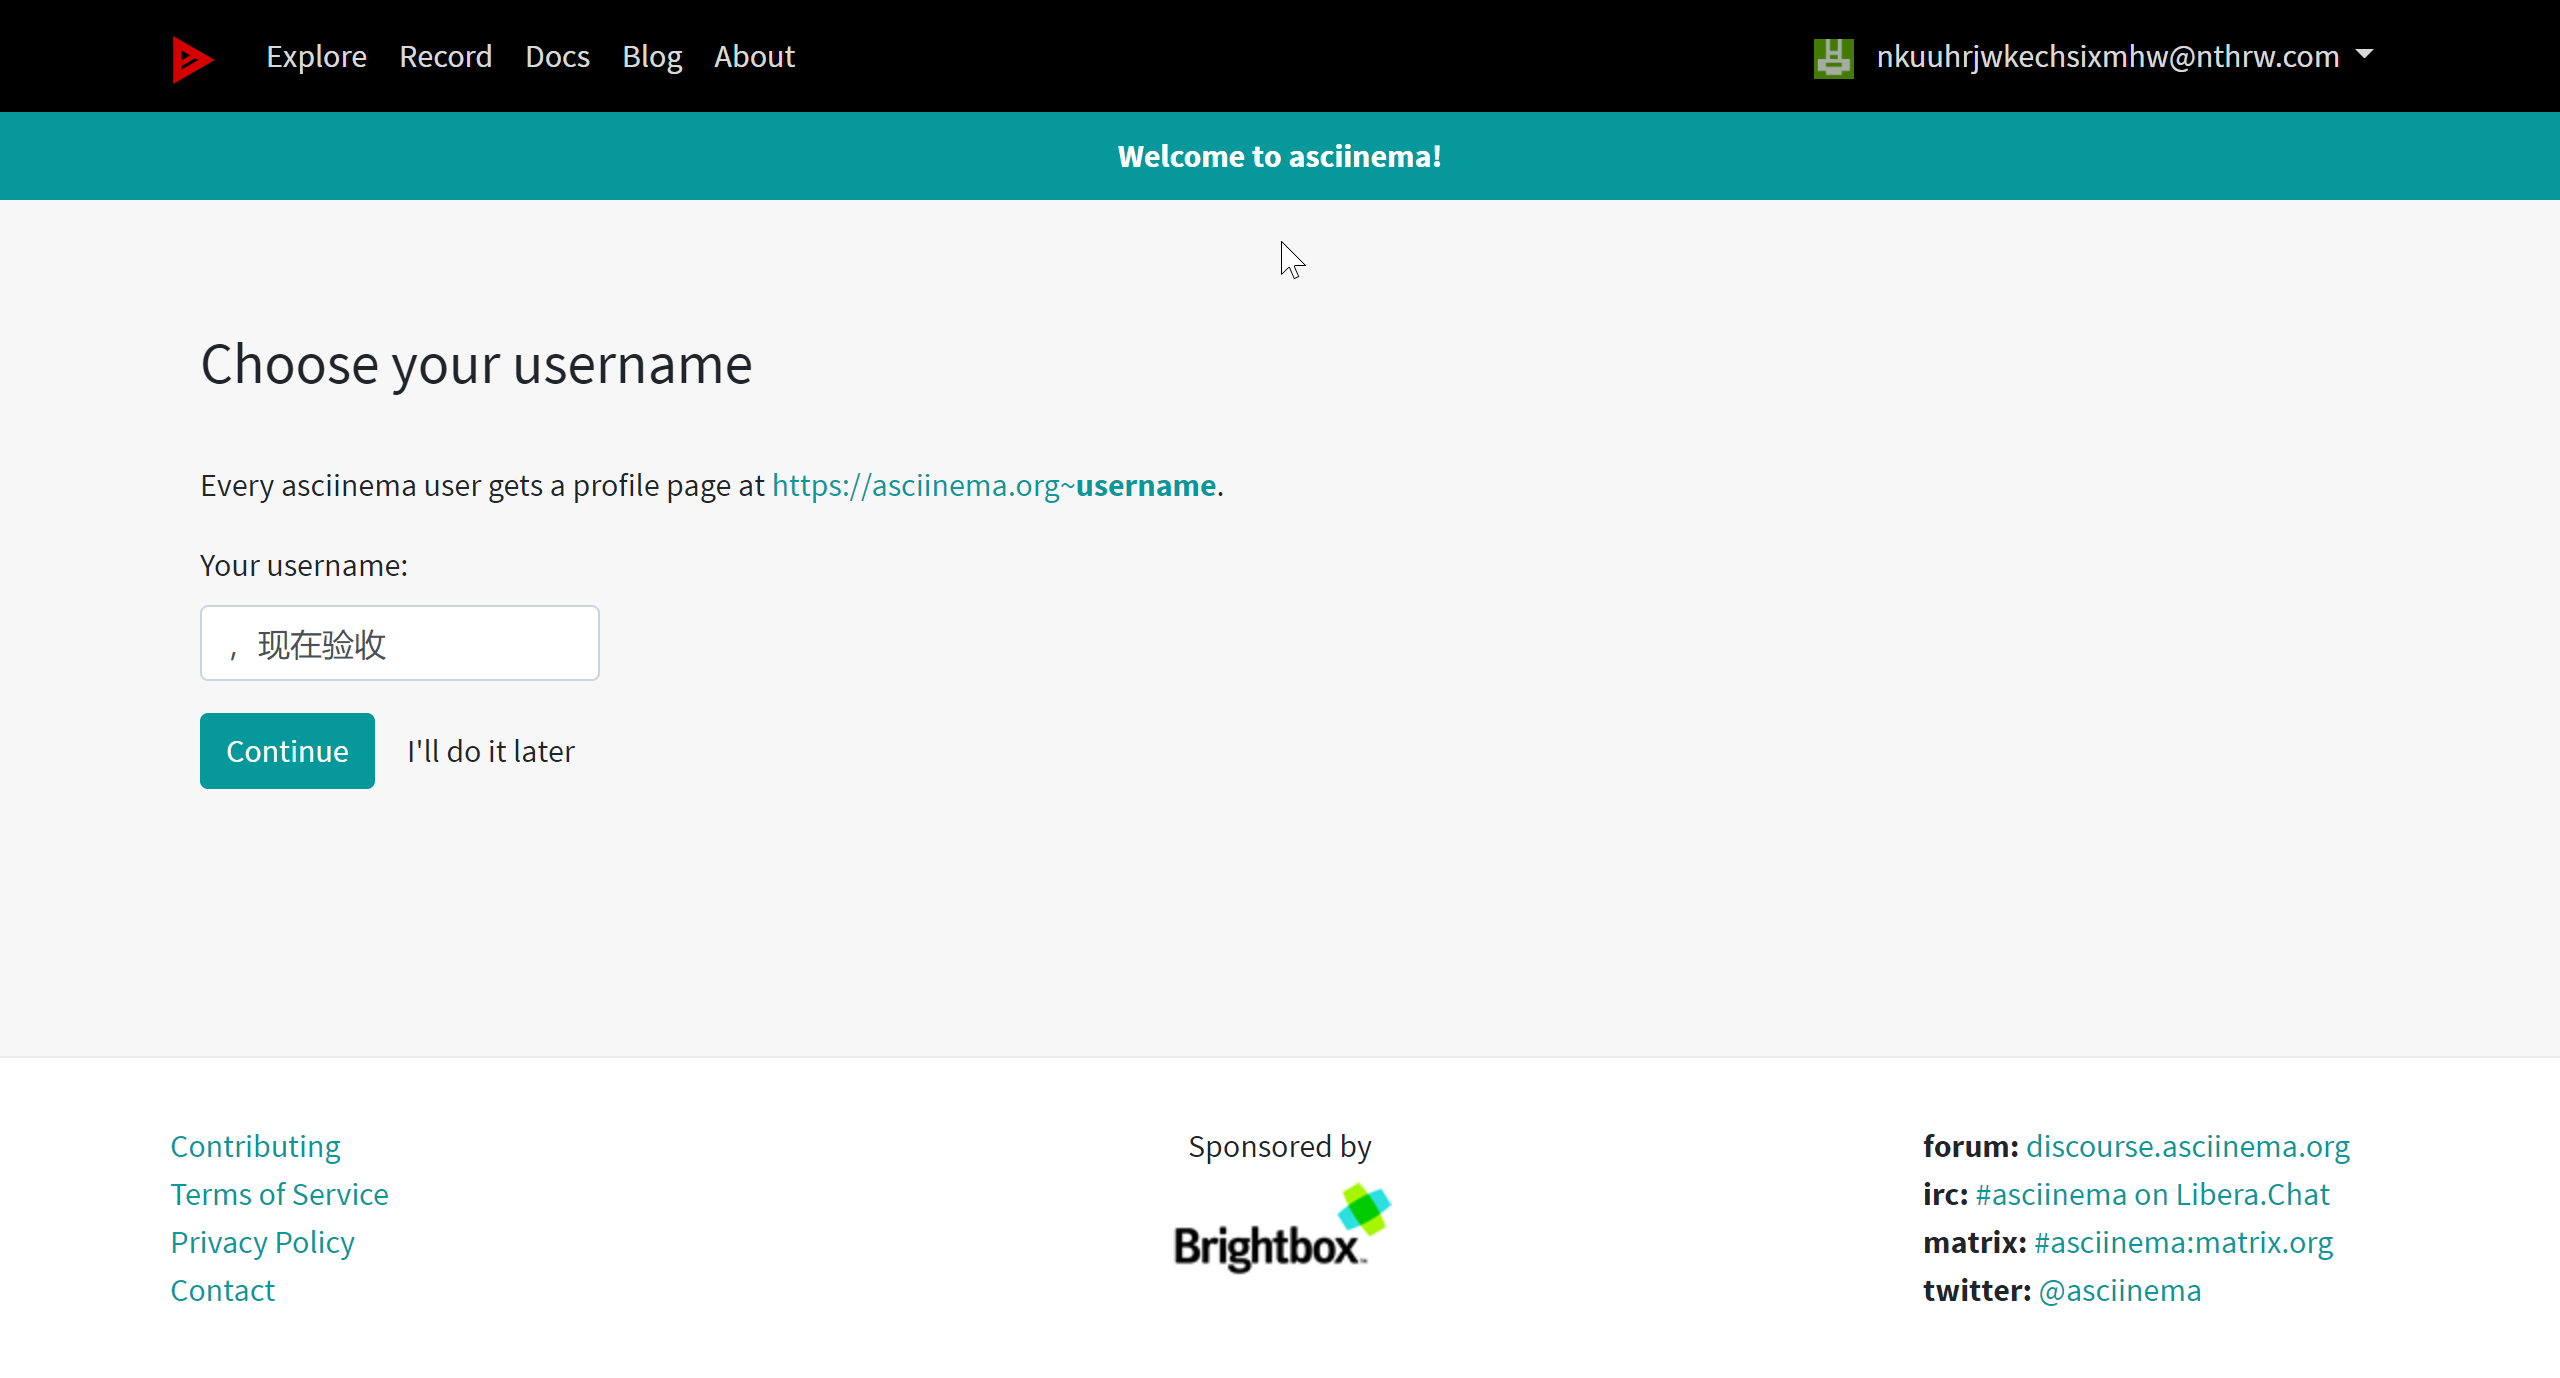 Explore Record Docs Blog About nkuuhrjwkechsixmhw@nthrw.com
Welcome to asciinema!
Choose your username
Every asciinema user gets a profile page at https://asciinema.org~username.
Your username:
，现在验收
Continue I'll do it later
Contributing
Terms of Service
Privacy Policy
Contact
Sponsored by
Brightbox™
forum: discourse.asciinema.org
irc: #asciinema on Libera.Chat
matrix: #asciinema:matrix.org
twitter: @asciinema